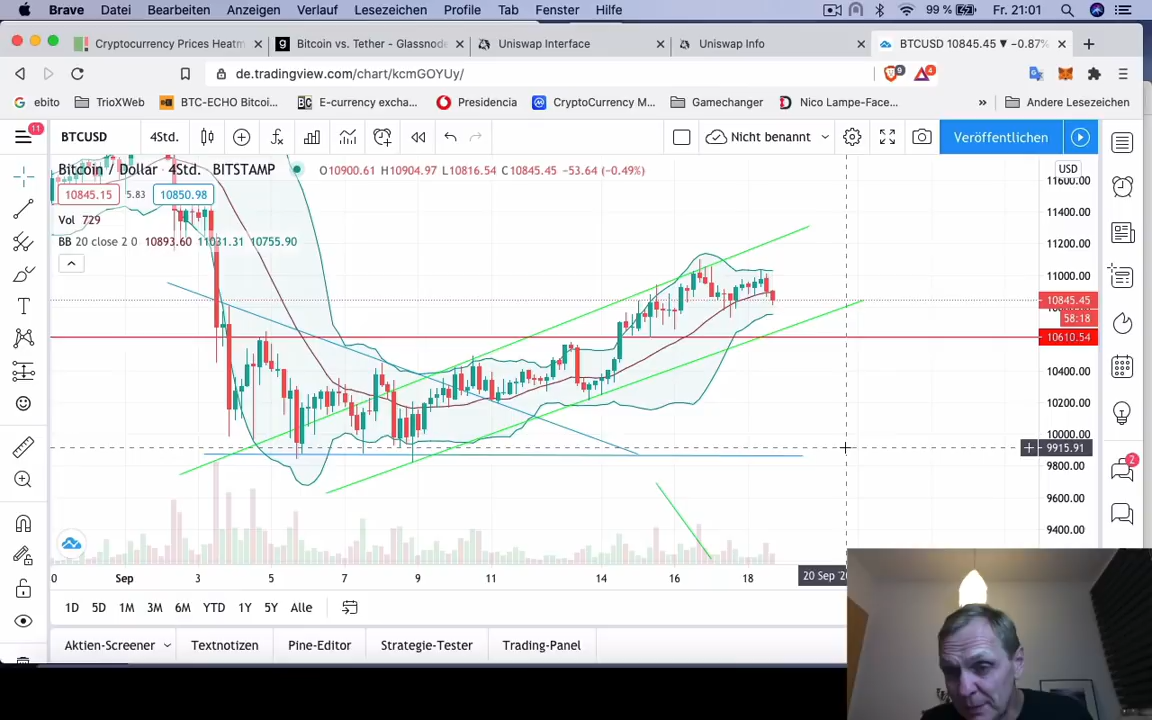 Brave Datei Bearbeiten Anzeigen Verlauf Lesezeichen Profile Tab Fenster Hilfe 99 % Fr. 21:01
Cryptocurrency Prices Heatm Bitcoin vs. Tether - Glassnode Uniswap Interface Uniswap Info BTCUSD 10845.45 ▼ −0.87%
de.tradingview.com/chart/kcmGOYUy/ 9 4
ebito TrioXWeb BTC-ECHO Bitcoi... E-currency excha... Presidencia CryptoCurrency M... Gamechanger Nico Lampe-Face... » Andere Lesezeichen
11 BTCUSD 4Std. Nicht benannt Veröffentlichen
Bitcoin / Dollar 4Std. BITSTAMP O10900.61 H10904.97 L10816.54 C10845.45 −53.64 (−0.49%) USD
11600.00
10845.15 5.83 10850.98
11400.00
Vol 729
BB 20 close 2 0 10893.60 11031.31 10755.90
11200.00
11000.00
10845.45
58:18
10610.54
10400.00
10200.00
10000.00
9915.91
9800.00
2
9600.00
9400.00
0 Sep 3 5 7 9 11 14 16 18 20 Sep '20
1D 5D 1M 3M 6M YTD 1Y 5Y Alle
Aktien-Screener Textnotizen Pine-Editor Strategie-Tester Trading-Panel